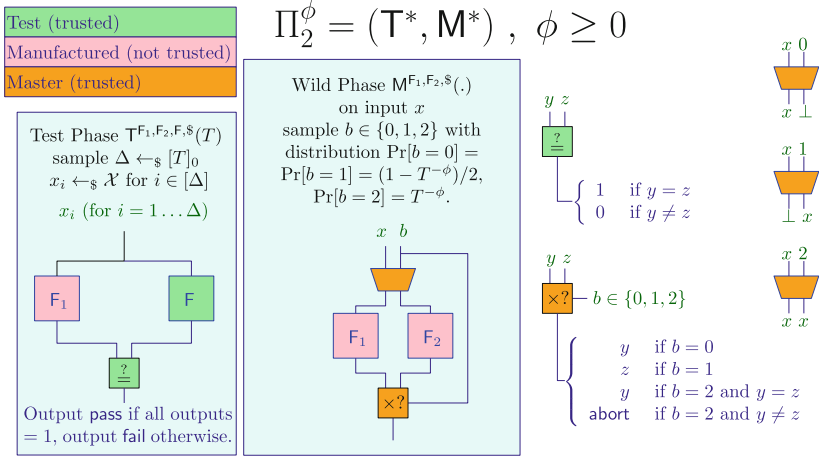 Π₂^ϕ = (T*, M*) , ϕ ≥ 0
Test (trusted)
Manufactured (not trusted)
Master (trusted)
Test Phase T^{F₁,F₂,F,$}(T)
sample Δ ←$ [T]₀
xᵢ ←$ 𝒳 for i ∈ [Δ]
xᵢ (for i = 1 … Δ)
F₁ F
?
=
Output pass if all outputs
= 1, output fail otherwise.
Wild Phase M^{F₁,F₂,$}(.)
on input x
sample b ∈ {0, 1, 2} with
distribution Pr[b = 0] =
Pr[b = 1] = (1 − T^{−ϕ})/2,
Pr[b = 2] = T^{−ϕ}.
x b
F₁ F₂
×?
y z
?
=
1 if y = z
0 if y ≠ z
y z
×? b ∈ {0, 1, 2}
y if b = 0
z if b = 1
y if b = 2 and y = z
abort if b = 2 and y ≠ z
x 0
x ⊥
x 1
⊥ x
x 2
x x